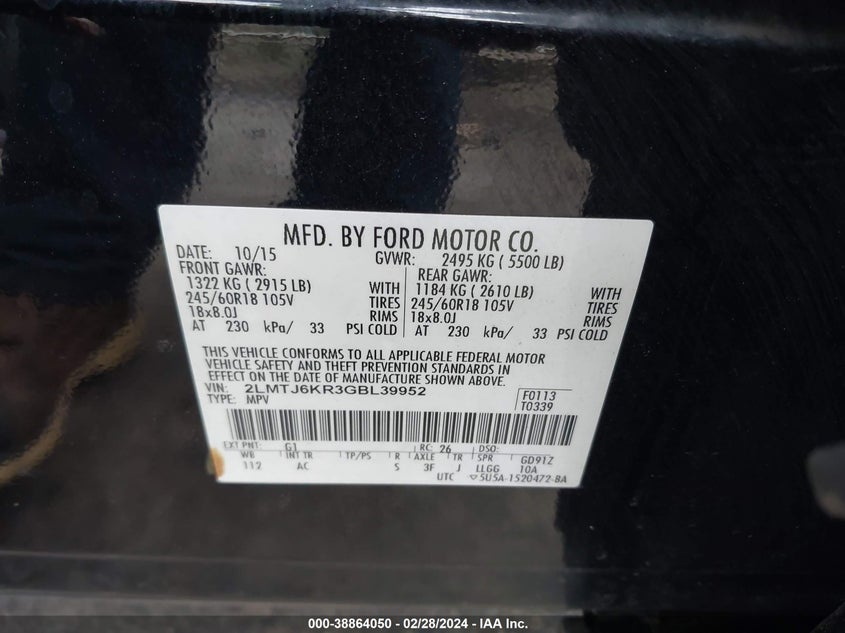 MFD. BY FORD MOTOR CO.
DATE: 10/15 GVWR: 2495 KG ( 5500 LB)
FRONT GAWR: REAR GAWR:
1322 KG ( 2915 LB) WITH 1184 KG ( 2610 LB) WITH
245/60R18 105V TIRES 245/60R18 105V TIRES
18x8.0J RIMS 18x8.0J RIMS
AT 230 kPa/ 33 PSI COLD AT 230 kPa/ 33 PSI COLD
THIS VEHICLE CONFORMS TO ALL APPLICABLE FEDERAL MOTOR
VEHICLE SAFETY AND THEFT PREVENTION STANDARDS IN
EFFECT ON THE DATE OF MANUFACTURE SHOWN ABOVE.
VIN: 2LMTJ6KR3GBL39952 F0113
TYPE: MPV T0339
EXT PNT: G1 RC: 26 DSO:
WB INT TR TP/PS R AXLE TR SPR GD91Z
112 AC S 3F J LLGG 10A
UTC ▽5U5A-1520472-BA
000-38864050 - 02/28/2024 - IAA Inc.